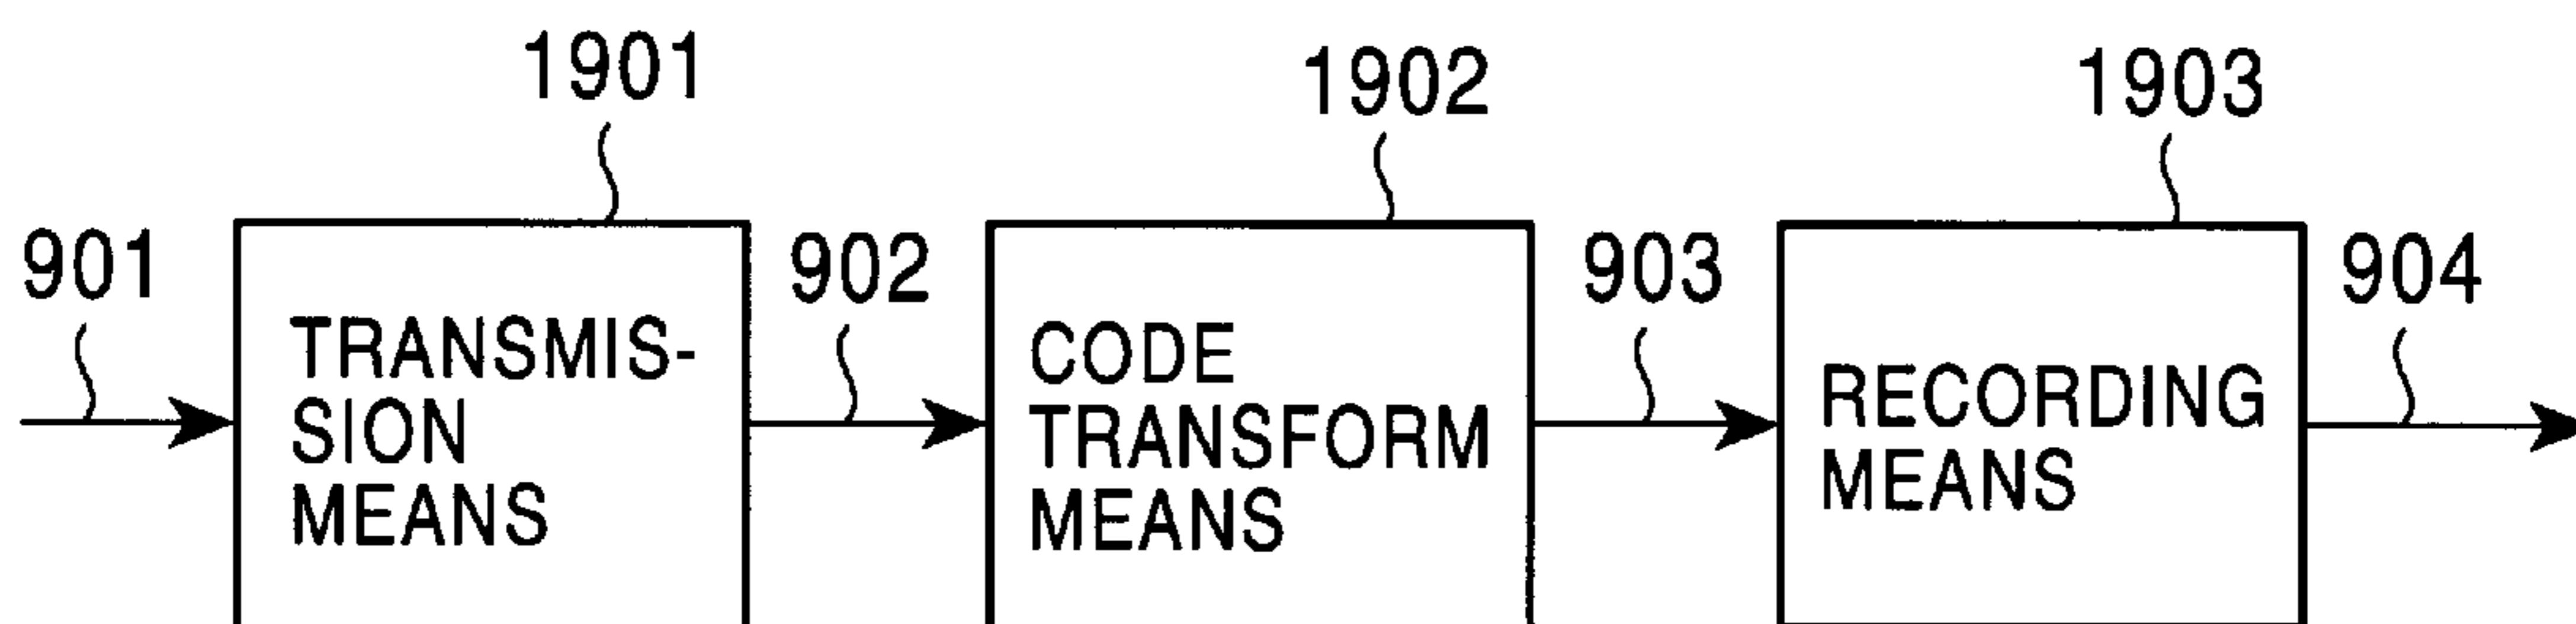 1901
1902
1903
901
902
903
904
TRANSMIS-
SION
MEANS
CODE
TRANSFORM
MEANS
RECORDING
MEANS